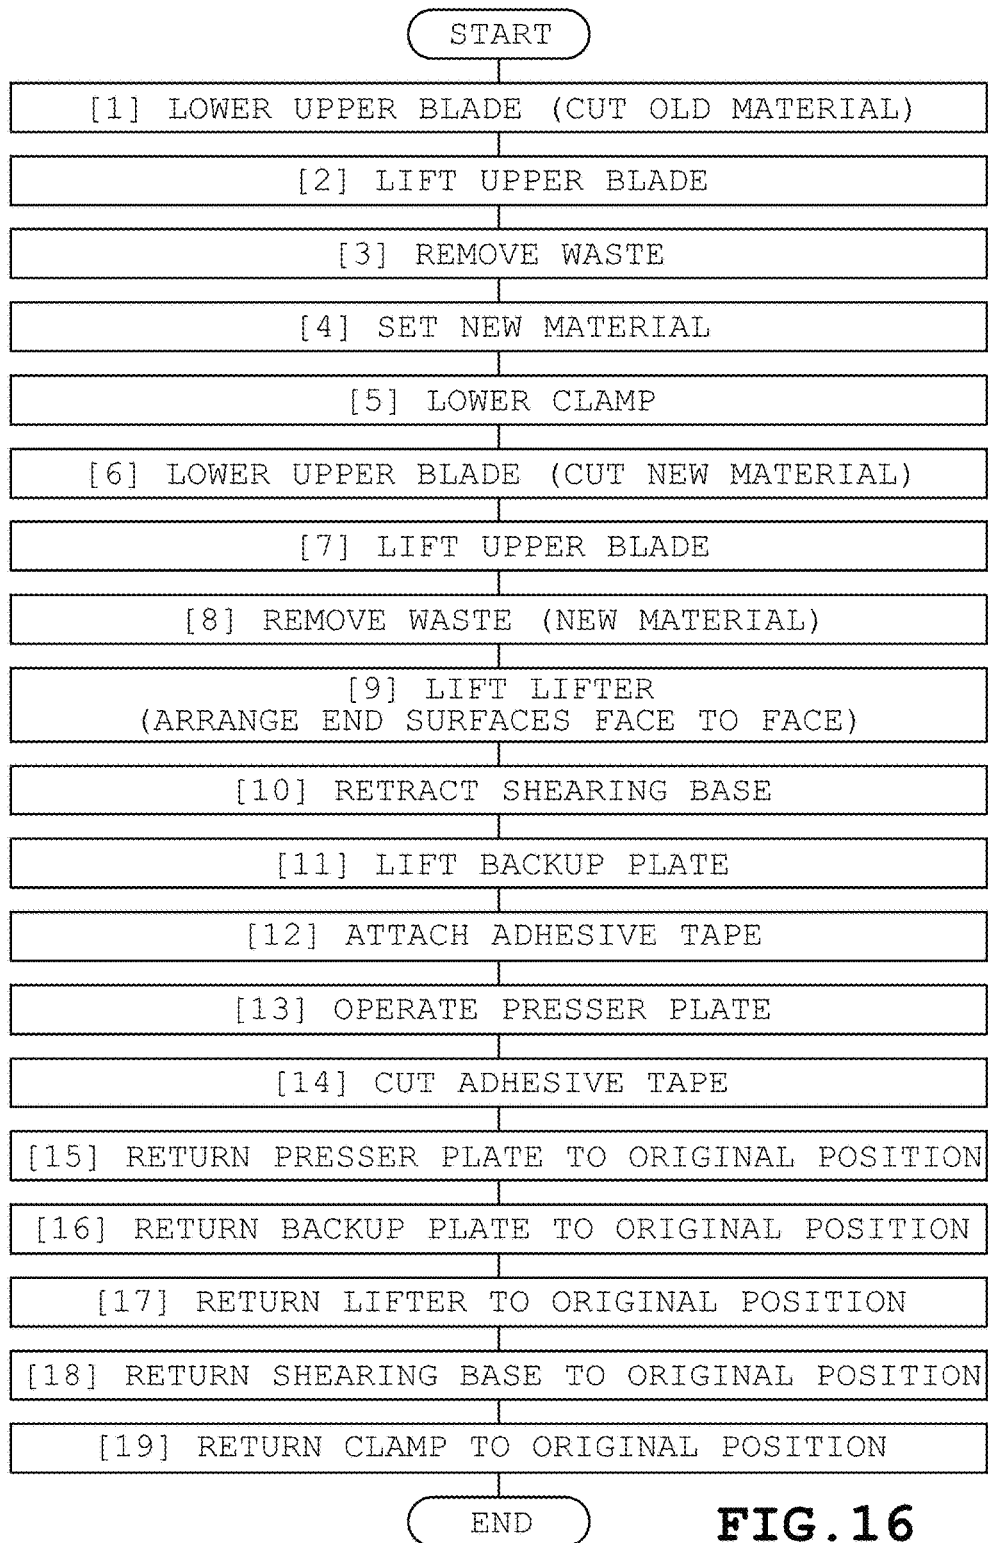 START
[1] LOWER UPPER BLADE (CUT OLD MATERIAL)
[2] LIFT UPPER BLADE
[3] REMOVE WASTE
[4] SET NEW MATERIAL
[5] LOWER CLAMP
[6] LOWER UPPER BLADE (CUT NEW MATERIAL)
[7] LIFT UPPER BLADE
[8] REMOVE WASTE (NEW MATERIAL)
[9] LIFT LIFTER
(ARRANGE END SURFACES FACE TO FACE)
[10] RETRACT SHEARING BASE
[11] LIFT BACKUP PLATE
[12] ATTACH ADHESIVE TAPE
[13] OPERATE PRESSER PLATE
[14] CUT ADHESIVE TAPE
[15] RETURN PRESSER PLATE TO ORIGINAL POSITION
[16] RETURN BACKUP PLATE TO ORIGINAL POSITION
[17] RETURN LIFTER TO ORIGINAL POSITION
[18] RETURN SHEARING BASE TO ORIGINAL POSITION
[19] RETURN CLAMP TO ORIGINAL POSITION
END
FIG.16